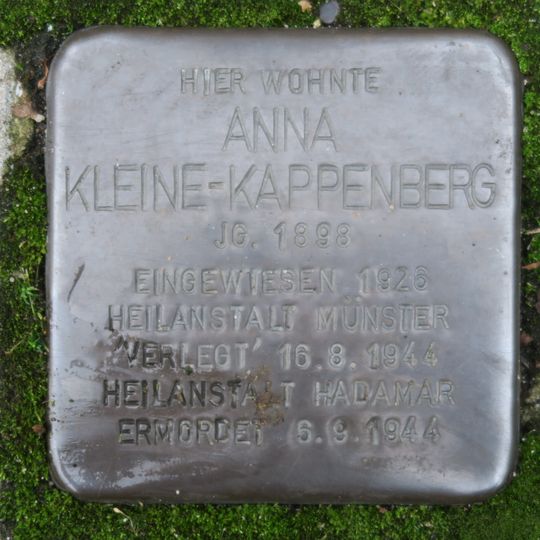 HIER WOHNTE
ANNA
KLEINE-KAPPENBERG
JG. 1898
EINGEWIESEN 1926
HEILANSTALT MÜNSTER
'VERLEGT' 16.8.1944
HEILANSTALT HADAMAR
ERMORDET 6.9.1944